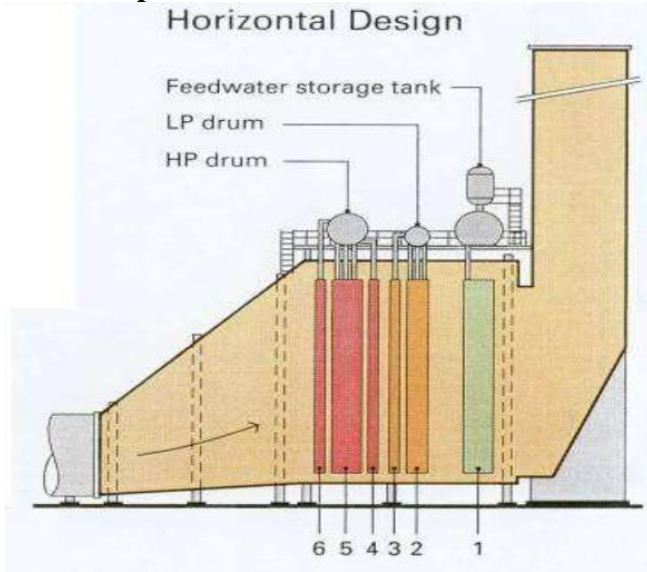 Horizontal Design
Feedwater storage tank
LP drum
HP drum
6 5 4 3 2 1